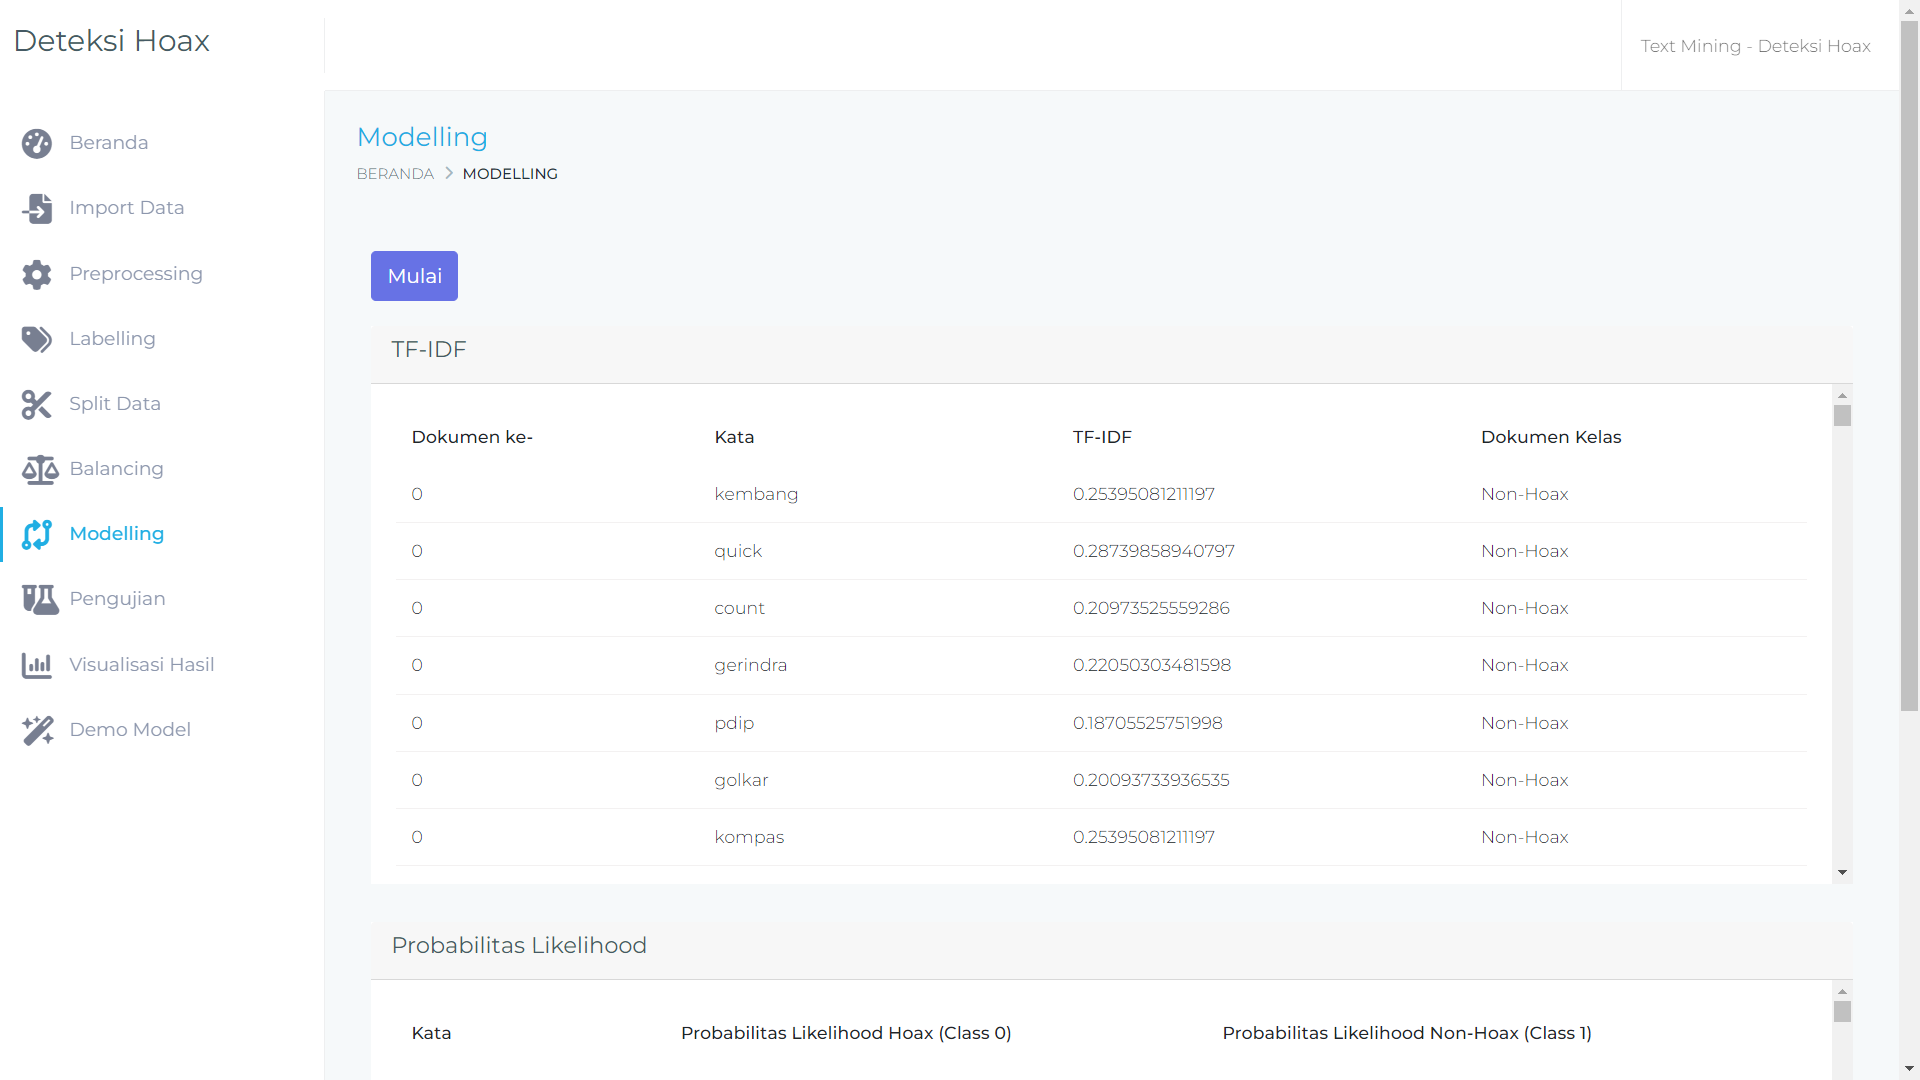 Deteksi Hoax
Text Mining - Deteksi Hoax
Beranda
Import Data
Preprocessing
Labelling
Split Data
Balancing
Modelling
Pengujian
Visualisasi Hasil
Demo Model
Modelling
BERANDA > MODELLING
Mulai
TF-IDF
Dokumen ke- Kata TF-IDF Dokumen Kelas
0 kembang 0.25395081211197 Non-Hoax
0 quick 0.28739858940797 Non-Hoax
0 count 0.20973525559286 Non-Hoax
0 gerindra 0.22050303481598 Non-Hoax
0 pdip 0.18705525751998 Non-Hoax
0 golkar 0.20093733936535 Non-Hoax
0 kompas 0.25395081211197 Non-Hoax
Probabilitas Likelihood
Kata Probabilitas Likelihood Hoax (Class 0) Probabilitas Likelihood Non-Hoax (Class 1)